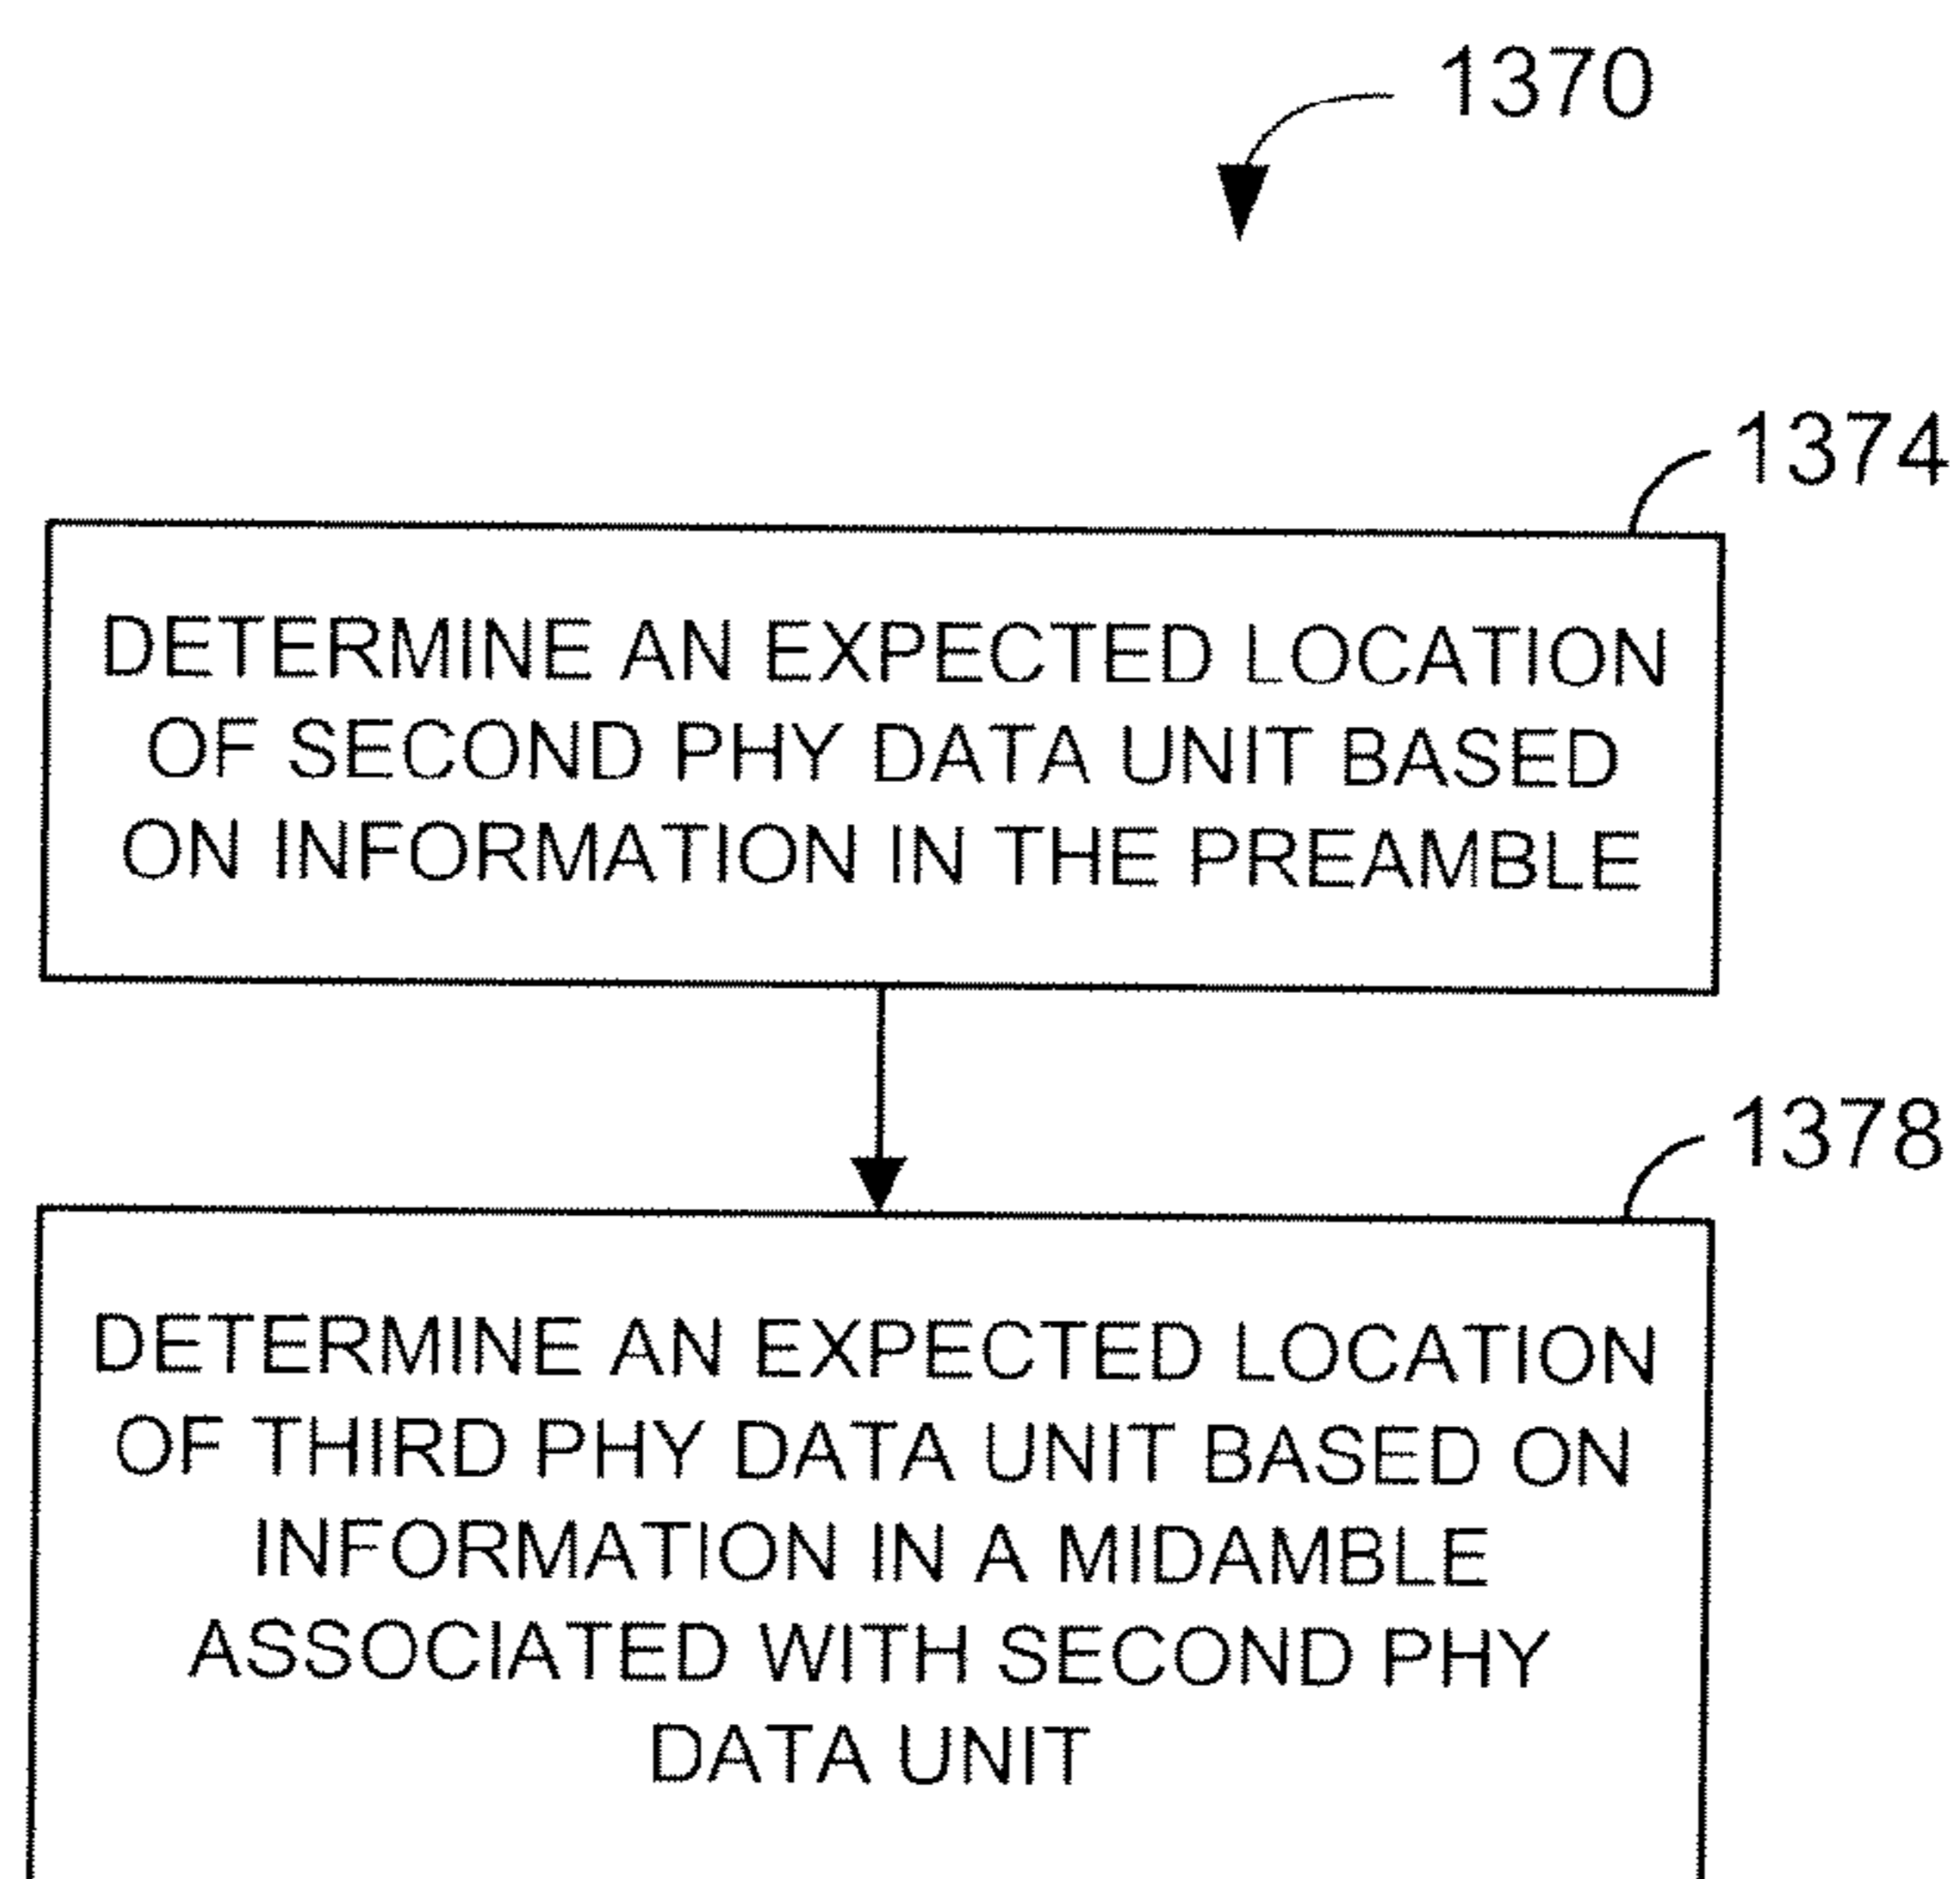 1370
1374
DETERMINE AN EXPECTED LOCATION
OF SECOND PHY DATA UNIT BASED
ON INFORMATION IN THE PREAMBLE
1378
DETERMINE AN EXPECTED LOCATION
OF THIRD PHY DATA UNIT BASED ON
INFORMATION IN A MIDAMBLE
ASSOCIATED WITH SECOND PHY
DATA UNIT